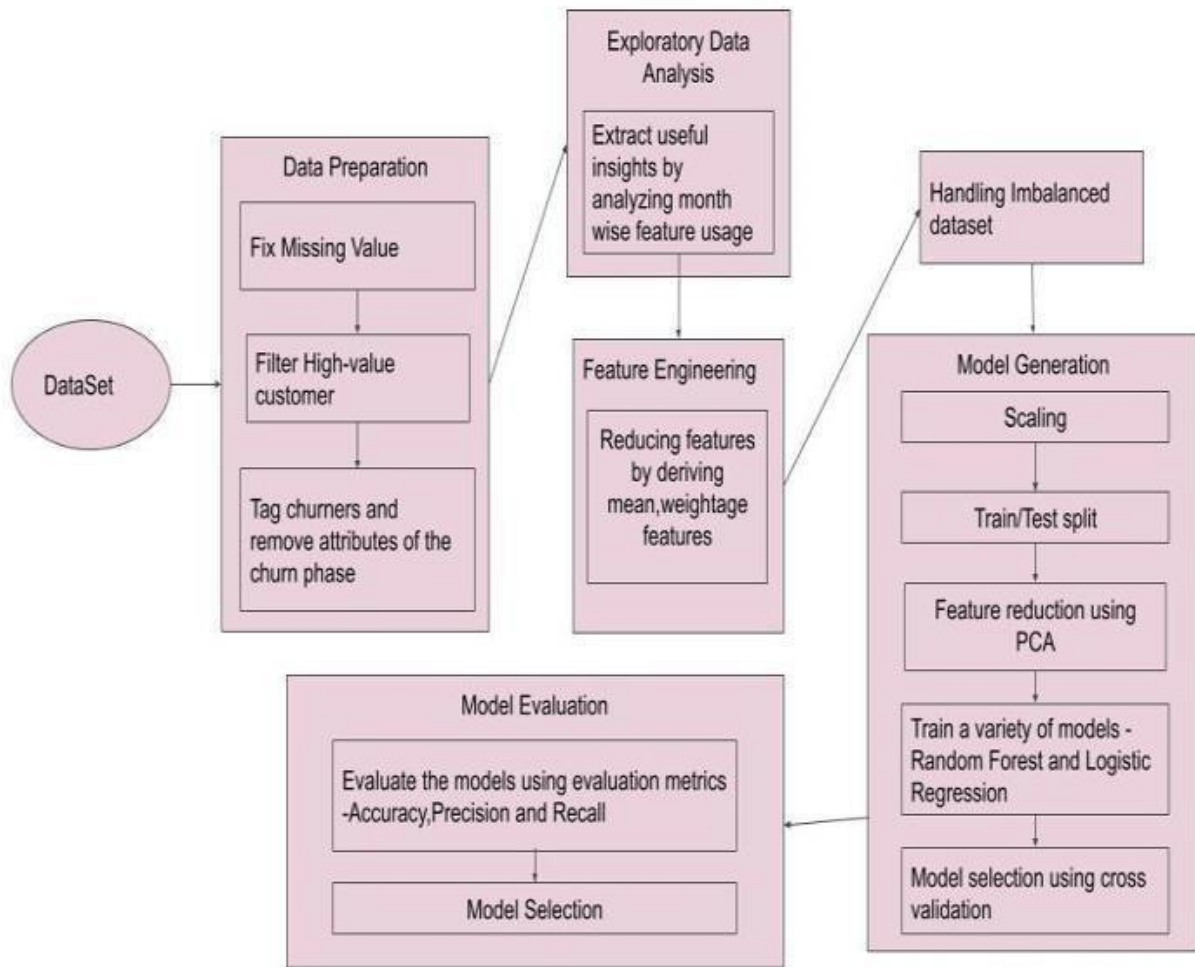 DataSet
Data Preparation
Fix Missing Value
Filter High-value
customer
Tag churners and
remove attributes of the
churn phase
Exploratory Data
Analysis
Extract useful
insights by
analyzing month
wise feature usage
Feature Engineering
Reducing features
by deriving
mean,weightage
features
Handling Imbalanced
dataset
Model Generation
Scaling
Train/Test split
Feature reduction using
PCA
Train a variety of models -
Random Forest and Logistic
Regression
Model selection using cross
validation
Model Evaluation
Evaluate the models using evaluation metrics
-Accuracy,Precision and Recall
Model Selection